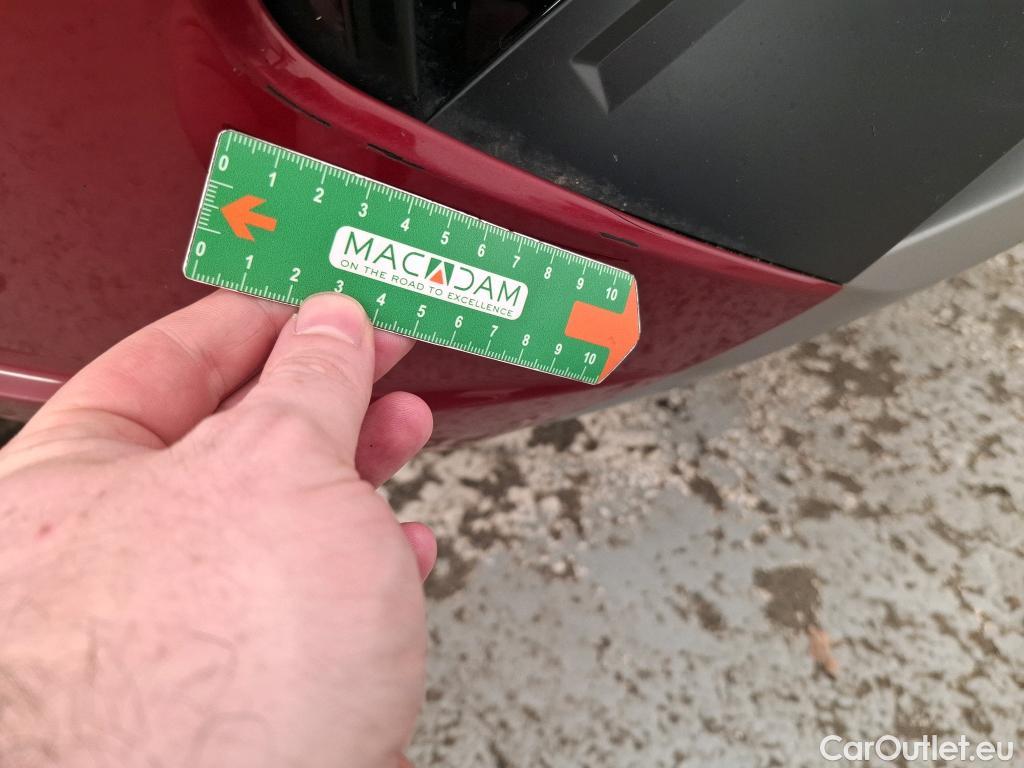 0 1 2 3 4 5 6 7 8 9 10
MACADAM
ON THE ROAD TO EXCELLENCE
0 1 2 3 4 5 6 7 8 9 10
CarOutlet.eu